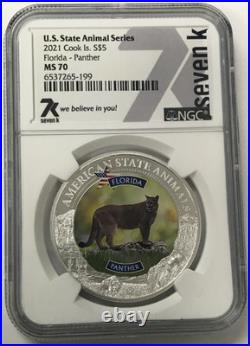 U.S. State Animal Series
2021 Cook Is. S$5
Florida - Panther
MS 70
6537265-199
7K
seven k
we believe in you!
7K
seven k
NGC
AMERICAN STATE ANIMALS
FLORIDA
PANTHER